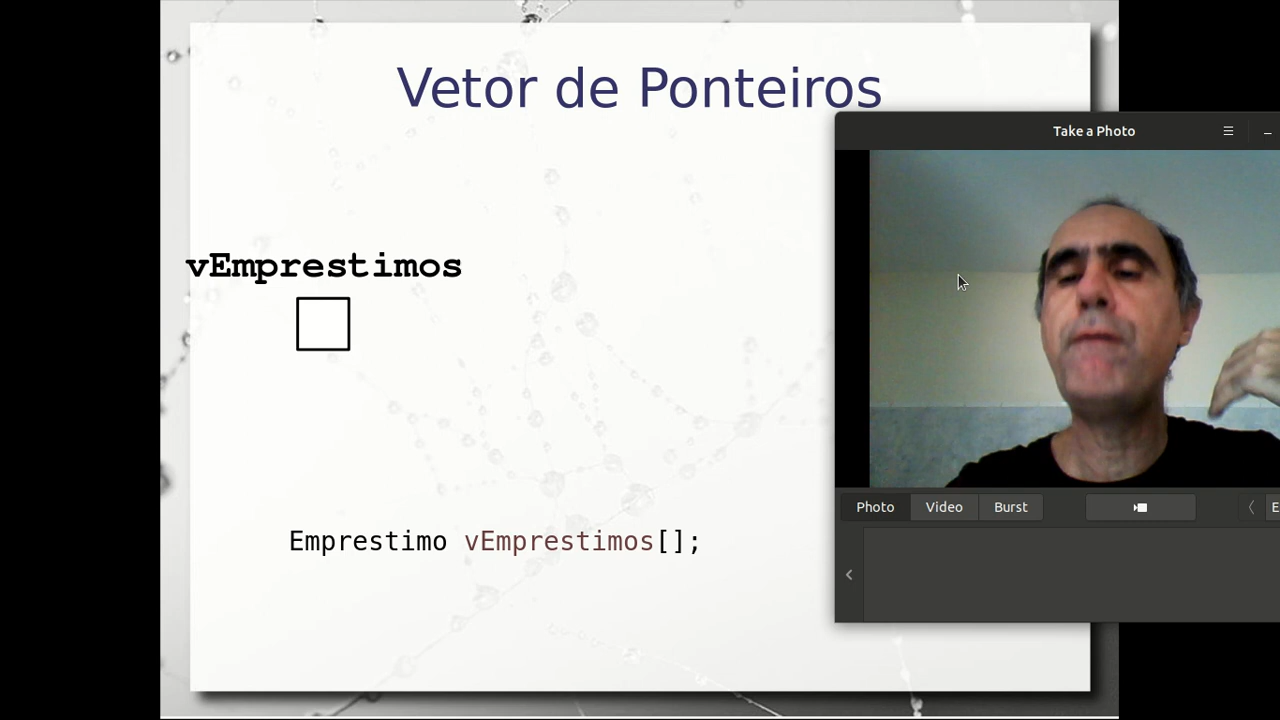 Vetor de Ponteiros
Take a Photo
vEmprestimos
Photo Video Burst
Emprestimo vEmprestimos[];